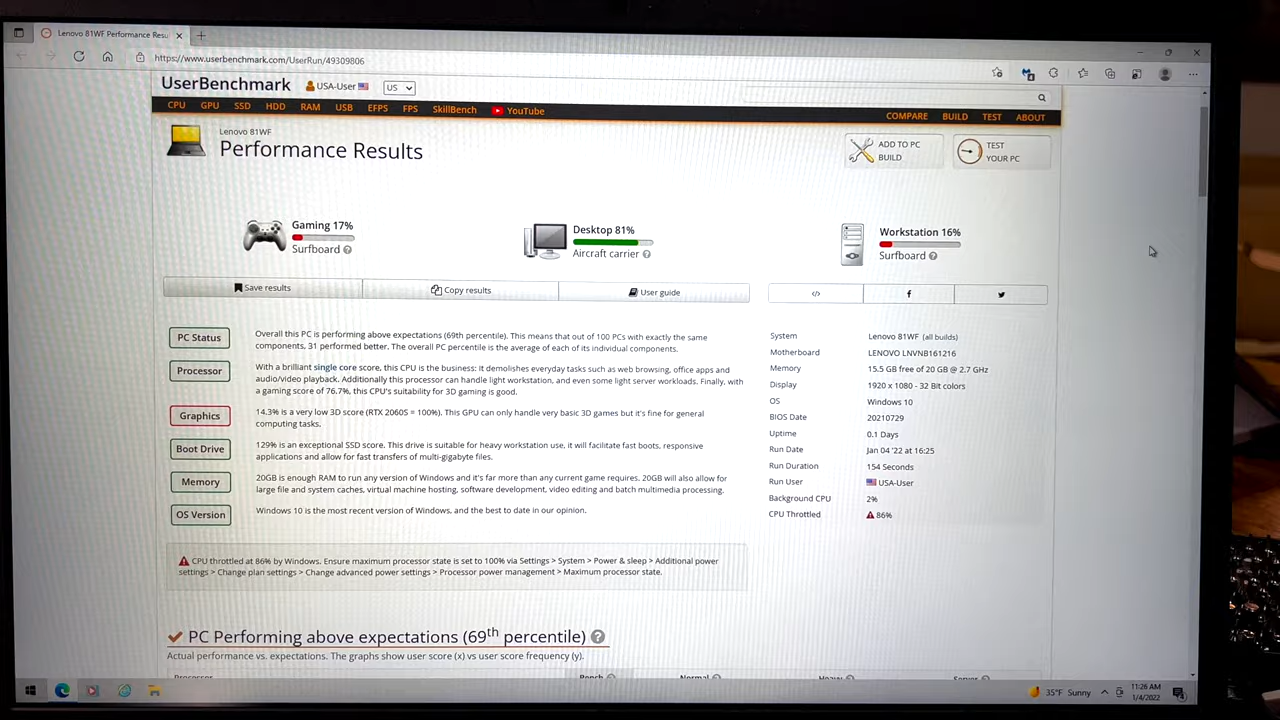 Lenovo 81WF Performance Resu
https://www.userbenchmark.com/UserRun/49309806
UserBenchmark
USA-User
US
CPU GPU SSD HDD RAM USB EFPS FPS SkillBench YouTube
COMPARE BUILD TEST ABOUT
Lenovo 81WF
Performance Results
ADD TO PC
BUILD
TEST
YOUR PC
Gaming 17%
Surfboard
Desktop 81%
Aircraft carrier
Workstation 16%
Surfboard
Save results
Copy results
User guide
</>
PC Status
Overall this PC is performing above expectations (69th percentile). This means that out of 100 PCs with exactly the same
components, 31 performed better. The overall PC percentile is the average of each of its individual components.
Processor
With a brilliant single core score, this CPU is the business: It demolishes everyday tasks such as web browsing, office apps and
audio/video playback. Additionally this processor can handle light workstation, and even some light server workloads. Finally, with
a gaming score of 76.7%, this CPU's suitability for 3D gaming is good.
Graphics
14.3% is a very low 3D score (RTX 2060S = 100%). This GPU can only handle very basic 3D games but it's fine for general
computing tasks.
Boot Drive
129% is an exceptional SSD score. This drive is suitable for heavy workstation use, it will facilitate fast boots, responsive
applications and allow for fast transfers of multi-gigabyte files.
Memory
20GB is enough RAM to run any version of Windows and it's far more than any current game requires. 20GB will also allow for
large file and system caches, virtual machine hosting, software development, video editing and batch multimedia processing.
OS Version
Windows 10 is the most recent version of Windows, and the best to date in our opinion.
System Lenovo 81WF (all builds)
Motherboard LENOVO LNVNB161216
Memory 15.5 GB free of 20 GB @ 2.7 GHz
Display 1920 x 1080 - 32 Bit colors
OS Windows 10
BIOS Date 20210729
Uptime 0.1 Days
Run Date Jan 04 '22 at 16:25
Run Duration 154 Seconds
Run User USA-User
Background CPU 2%
CPU Throttled 86%
CPU throttled at 86% by Windows. Ensure maximum processor state is set to 100% via Settings > System > Power & sleep > Additional power
settings > Change plan settings > Change advanced power settings > Processor power management > Maximum processor state.
PC Performing above expectations (69th percentile)
Actual performance vs. expectations. The graphs show user score (x) vs user score frequency (y).
Processor Bench Normal Heavy Server
35°F Sunny
11:26 AM
1/4/2022